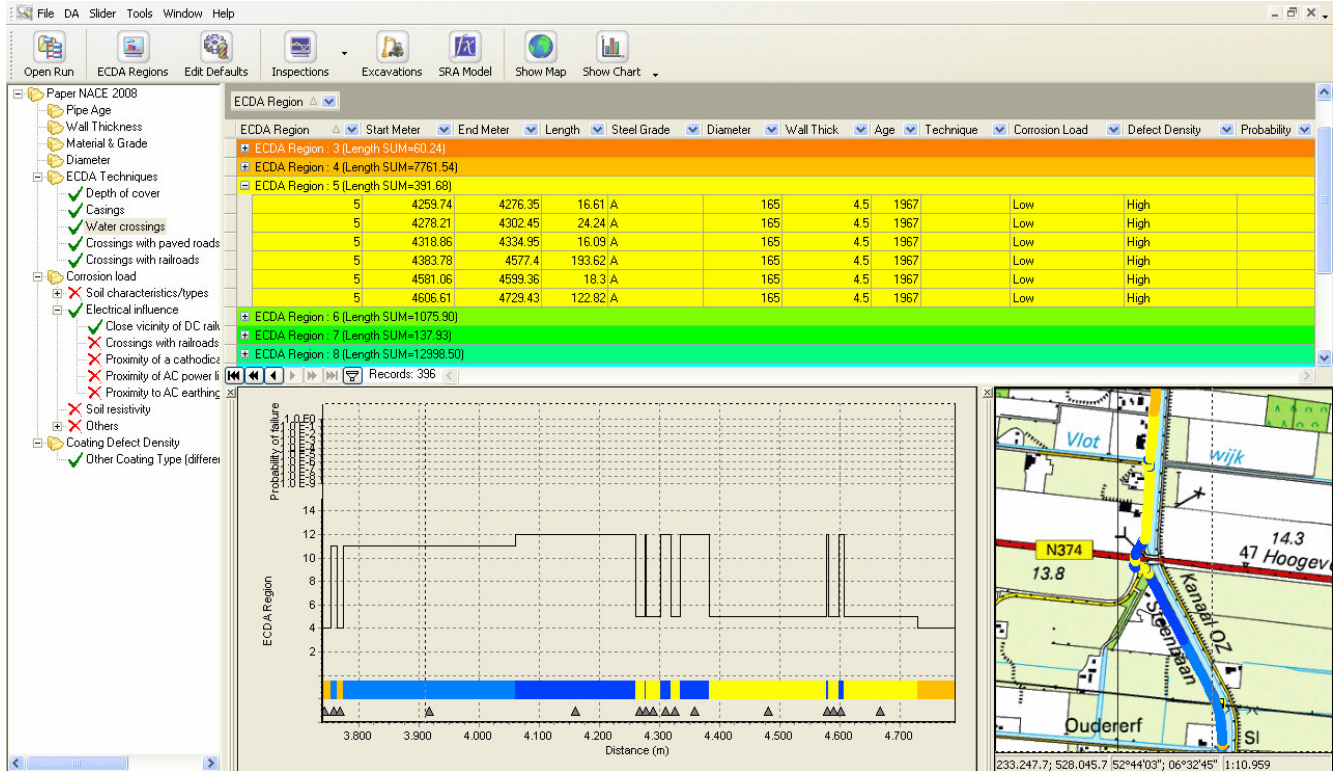 File DA Slider Tools Window Help
Open Run ECDA Regions Edit Defaults Inspections Excavations SRA Model Show Map Show Chart
Paper NACE 2008
Pipe Age
Wall Thickness
Material & Grade
Diameter
ECDA Techniques
Depth of cover
Casings
Water crossings
Crossings with paved roads
Crossings with railroads
Corrosion load
Soil characteristics/types
Electrical influence
Close vicinity of DC railw
Crossings with railroads
Proximity of a cathodica
Proximity of AC power li
Proximity to AC earthing
Soil resistivity
Others
Coating Defect Density
Other Coating Type (differen
ECDA Region
ECDA Region Start Meter End Meter Length Steel Grade Diameter Wall Thick Age Technique Corrosion Load Defect Density Probability
ECDA Region : 3 (Length SUM=60.24)
ECDA Region : 4 (Length SUM=7761.54)
ECDA Region : 5 (Length SUM=391.68)
5 4259.74 4276.35 16.61 A 165 4.5 1967 Low High
5 4278.21 4302.45 24.24 A 165 4.5 1967 Low High
5 4318.86 4334.95 16.09 A 165 4.5 1967 Low High
5 4383.78 4577.4 193.62 A 165 4.5 1967 Low High
5 4581.06 4599.36 18.3 A 165 4.5 1967 Low High
5 4606.61 4729.43 122.82 A 165 4.5 1967 Low High
ECDA Region : 6 (Length SUM=1075.90)
ECDA Region : 7 (Length SUM=137.93)
ECDA Region : 8 (Length SUM=12998.50)
Records: 396
Probability of failure
1.0 E0
14
12
10
8
6
4
2
ECDA Region
3.800 3.900 4.000 4.100 4.200 4.300 4.400 4.500 4.600 4.700
Distance (m)
Vlot
wijk
N374
13.8
14.3
47 Hoogev
Kanaal OZ
Steenbaan
Oudererf
Sl
233.247.7; 528.045.7 52°44'03"; 06°32'45" 1:10.959